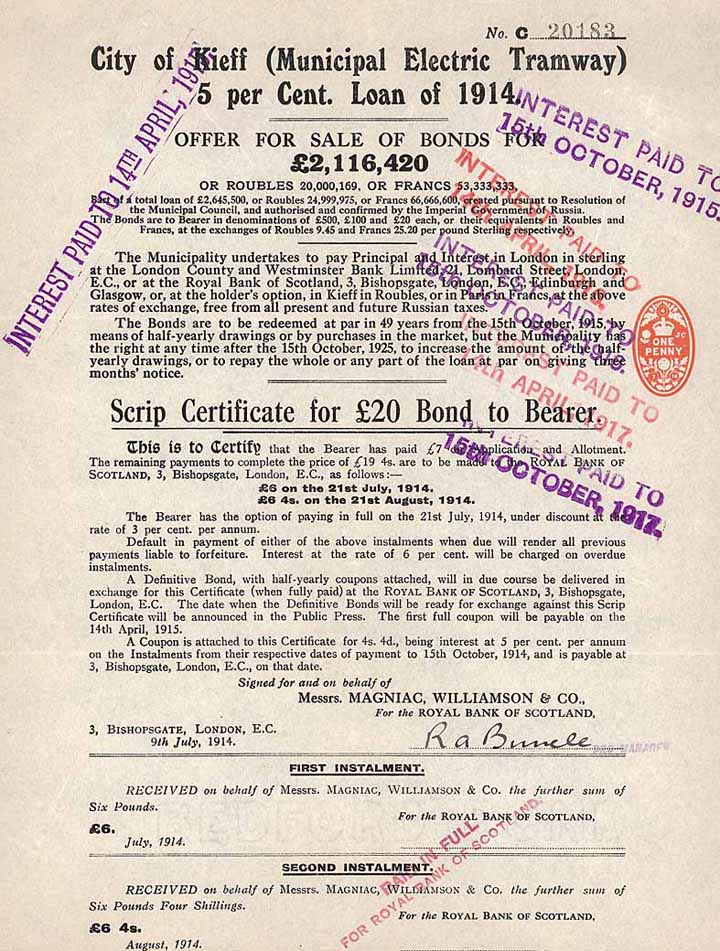 No. C 20183
City of Kieff (Municipal Electric Tramway)
5 per Cent. Loan of 1914.
OFFER FOR SALE OF BONDS FOR
£2,116,420
OR ROUBLES 20,000,169, OR FRANCS 53,333,333,
Part of a total loan of £2,645,500, or Roubles 24,999,975, or Francs 66,666,600, created pursuant to Resolution of
the Municipal Council, and authorised and confirmed by the Imperial Government of Russia.
The Bonds are to Bearer in denominations of £500, £100 and £20 each, or their equivalents in Roubles and
Francs, at the exchanges of Roubles 9.45 and Francs 25.20 per pound Sterling respectively.
The Municipality undertakes to pay Principal and Interest in London in sterling
at the London County and Westminster Bank Limited, 21, Lombard Street, London,
E.C., or at the Royal Bank of Scotland, 3, Bishopsgate, London, E.C., Edinburgh and
Glasgow, or, at the holder's option, in Kieff in Roubles, or in Paris in Francs, at the above
rates of exchange, free from all present and future Russian taxes.
The Bonds are to be redeemed at par in 49 years from the 15th October, 1915, by
means of half-yearly drawings or by purchases in the market, but the Municipality has
the right at any time after the 15th October, 1925, to increase the amount of the half-
yearly drawings, or to repay the whole or any part of the loan at par on giving three
months' notice.
Scrip Certificate for £20 Bond to Bearer.
This is to Certify that the Bearer has paid £7 on Application and Allotment.
The remaining payments to complete the price of £19 4s. are to be made to the ROYAL BANK OF
SCOTLAND, 3, Bishopsgate, London, E.C., as follows:—
£6 on the 21st July, 1914.
£6 4s. on the 21st August, 1914.
The Bearer has the option of paying in full on the 21st July, 1914, under discount at the
rate of 3 per cent. per annum.
Default in payment of either of the above instalments when due will render all previous
payments liable to forfeiture. Interest at the rate of 6 per cent. will be charged on overdue
instalments.
A Definitive Bond, with half-yearly coupons attached, will in due course be delivered in
exchange for this Certificate (when fully paid) at the ROYAL BANK OF SCOTLAND, 3, Bishopsgate,
London, E.C. The date when the Definitive Bonds will be ready for exchange against this Scrip
Certificate will be announced in the Public Press. The first full coupon will be payable on the
14th April, 1915.
A Coupon is attached to this Certificate for 4s. 4d., being interest at 5 per cent. per annum
on the Instalments from their respective dates of payment to 15th October, 1914, and is payable at
3, Bishopsgate, London, E.C., on that date.
Signed for and on behalf of
Messrs. MAGNIAC, WILLIAMSON & CO.,
For the ROYAL BANK OF SCOTLAND,
3, BISHOPSGATE, LONDON, E.C.
9th July, 1914.
FIRST INSTALMENT.
RECEIVED on behalf of Messrs. MAGNIAC, WILLIAMSON & Co. the further sum of
Six Pounds.
For the ROYAL BANK OF SCOTLAND,
£6.
July, 1914.
SECOND INSTALMENT.
RECEIVED on behalf of Messrs. MAGNIAC, WILLIAMSON & Co. the further sum of
Six Pounds Four Shillings.
For the ROYAL BANK OF SCOTLAND,
£6 4s.
August, 1914.
INTEREST PAID TO 14TH APRIL, 1915.
INTEREST PAID TO
15th OCTOBER, 1915
INTEREST PAID TO
14th APRIL, 1916.
INTEREST PAID TO
15th OCTOBER, 1916.
INTEREST PAID TO
14th APRIL, 1917.
INTEREST PAID TO
15th OCTOBER, 1917.
ONE
PENNY
PAID IN FULL
FOR ROYAL BANK OF SCOTLAND.